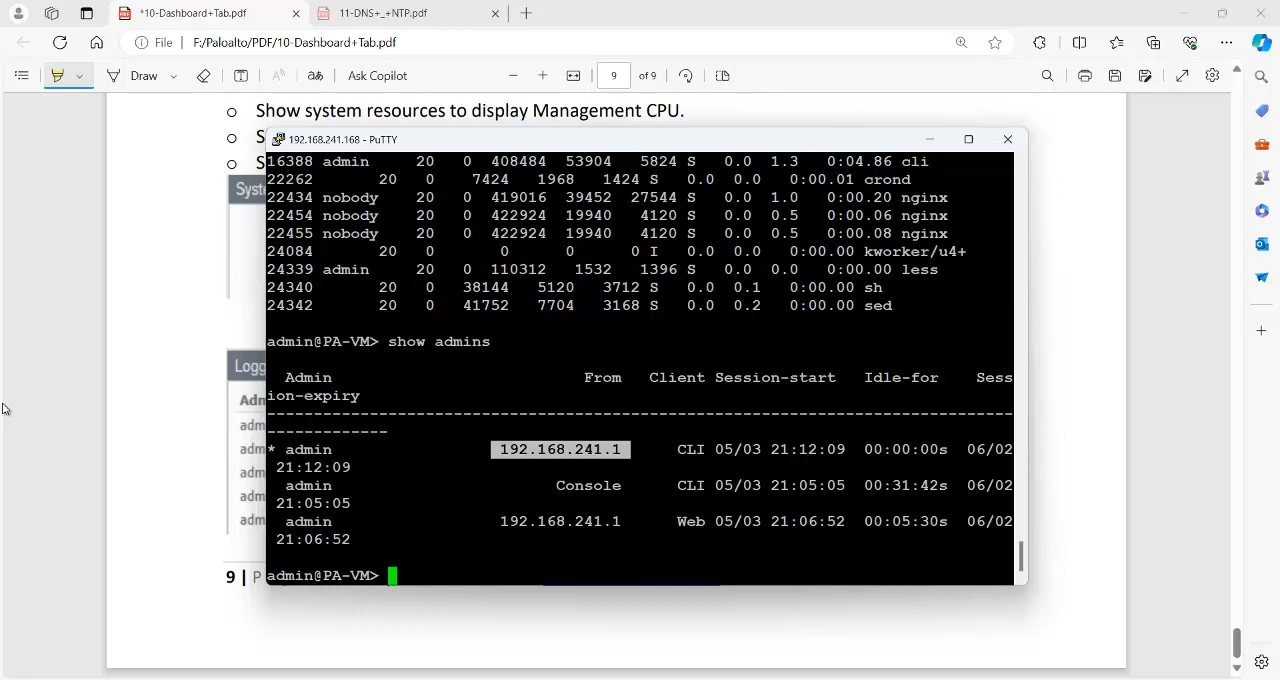 *10-Dashboard+Tab.pdf
11-DNS+_+NTP.pdf
File
F:/Paloalto/PDF/10-Dashboard+Tab.pdf
Draw
Ask Copilot
9
of 9
o Show system resources to display Management CPU.
o S
o S
Syste
192.168.241.168 - PuTTY
16388 admin 20 0 408484 53904 5824 S 0.0 1.3 0:04.86 cli
22262 20 0 7424 1968 1424 S 0.0 0.0 0:00.01 crond
22434 nobody 20 0 419016 39452 27544 S 0.0 1.0 0:00.20 nginx
22454 nobody 20 0 422924 19940 4120 S 0.0 0.5 0:00.06 nginx
22455 nobody 20 0 422924 19940 4120 S 0.0 0.5 0:00.08 nginx
24084 20 0 0 0 0 I 0.0 0.0 0:00.00 kworker/u4+
24339 admin 20 0 110312 1532 1396 S 0.0 0.0 0:00.00 less
24340 20 0 38144 5120 3712 S 0.0 0.1 0:00.00 sh
24342 20 0 41752 7704 3168 S 0.0 0.2 0:00.00 sed
admin@PA-VM> show admins
Admin From Client Session-start Idle-for Sess
ion-expiry
--------------------------------------------------------------------------------
-------------
* admin 192.168.241.1 CLI 05/03 21:12:09 00:00:00s 06/02
21:12:09
admin Console CLI 05/03 21:05:05 00:31:42s 06/02
21:05:05
admin 192.168.241.1 Web 05/03 21:06:52 00:05:30s 06/02
21:06:52
admin@PA-VM>
Logg
Adn
adm
adm
adm
adm
adm
9 | P